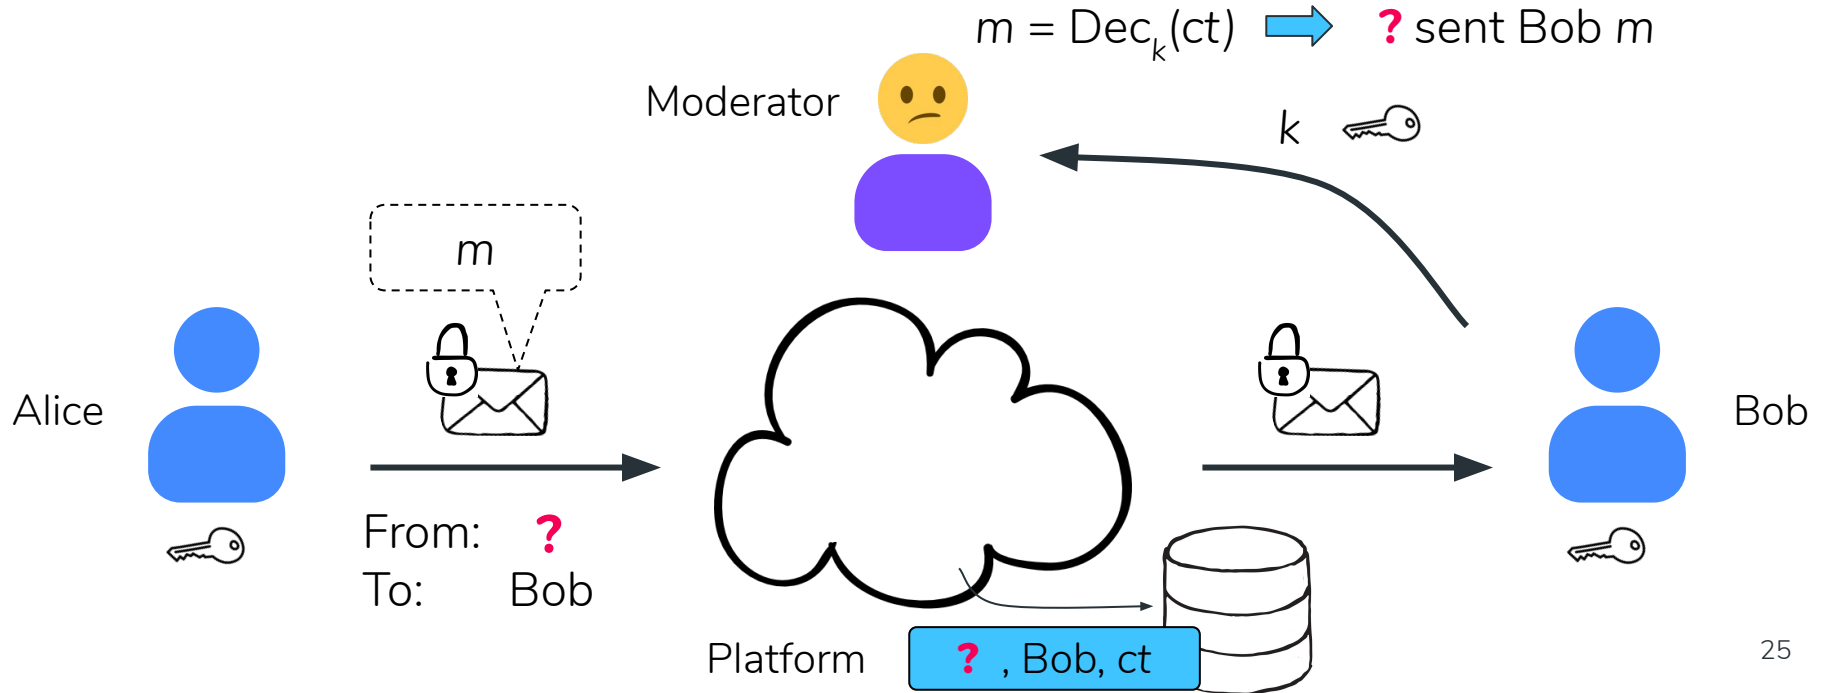 m = Dec_k(ct) ? sent Bob m
Moderator
k
m
Alice
Bob
From: ?
To: Bob
Platform
? , Bob, ct
25